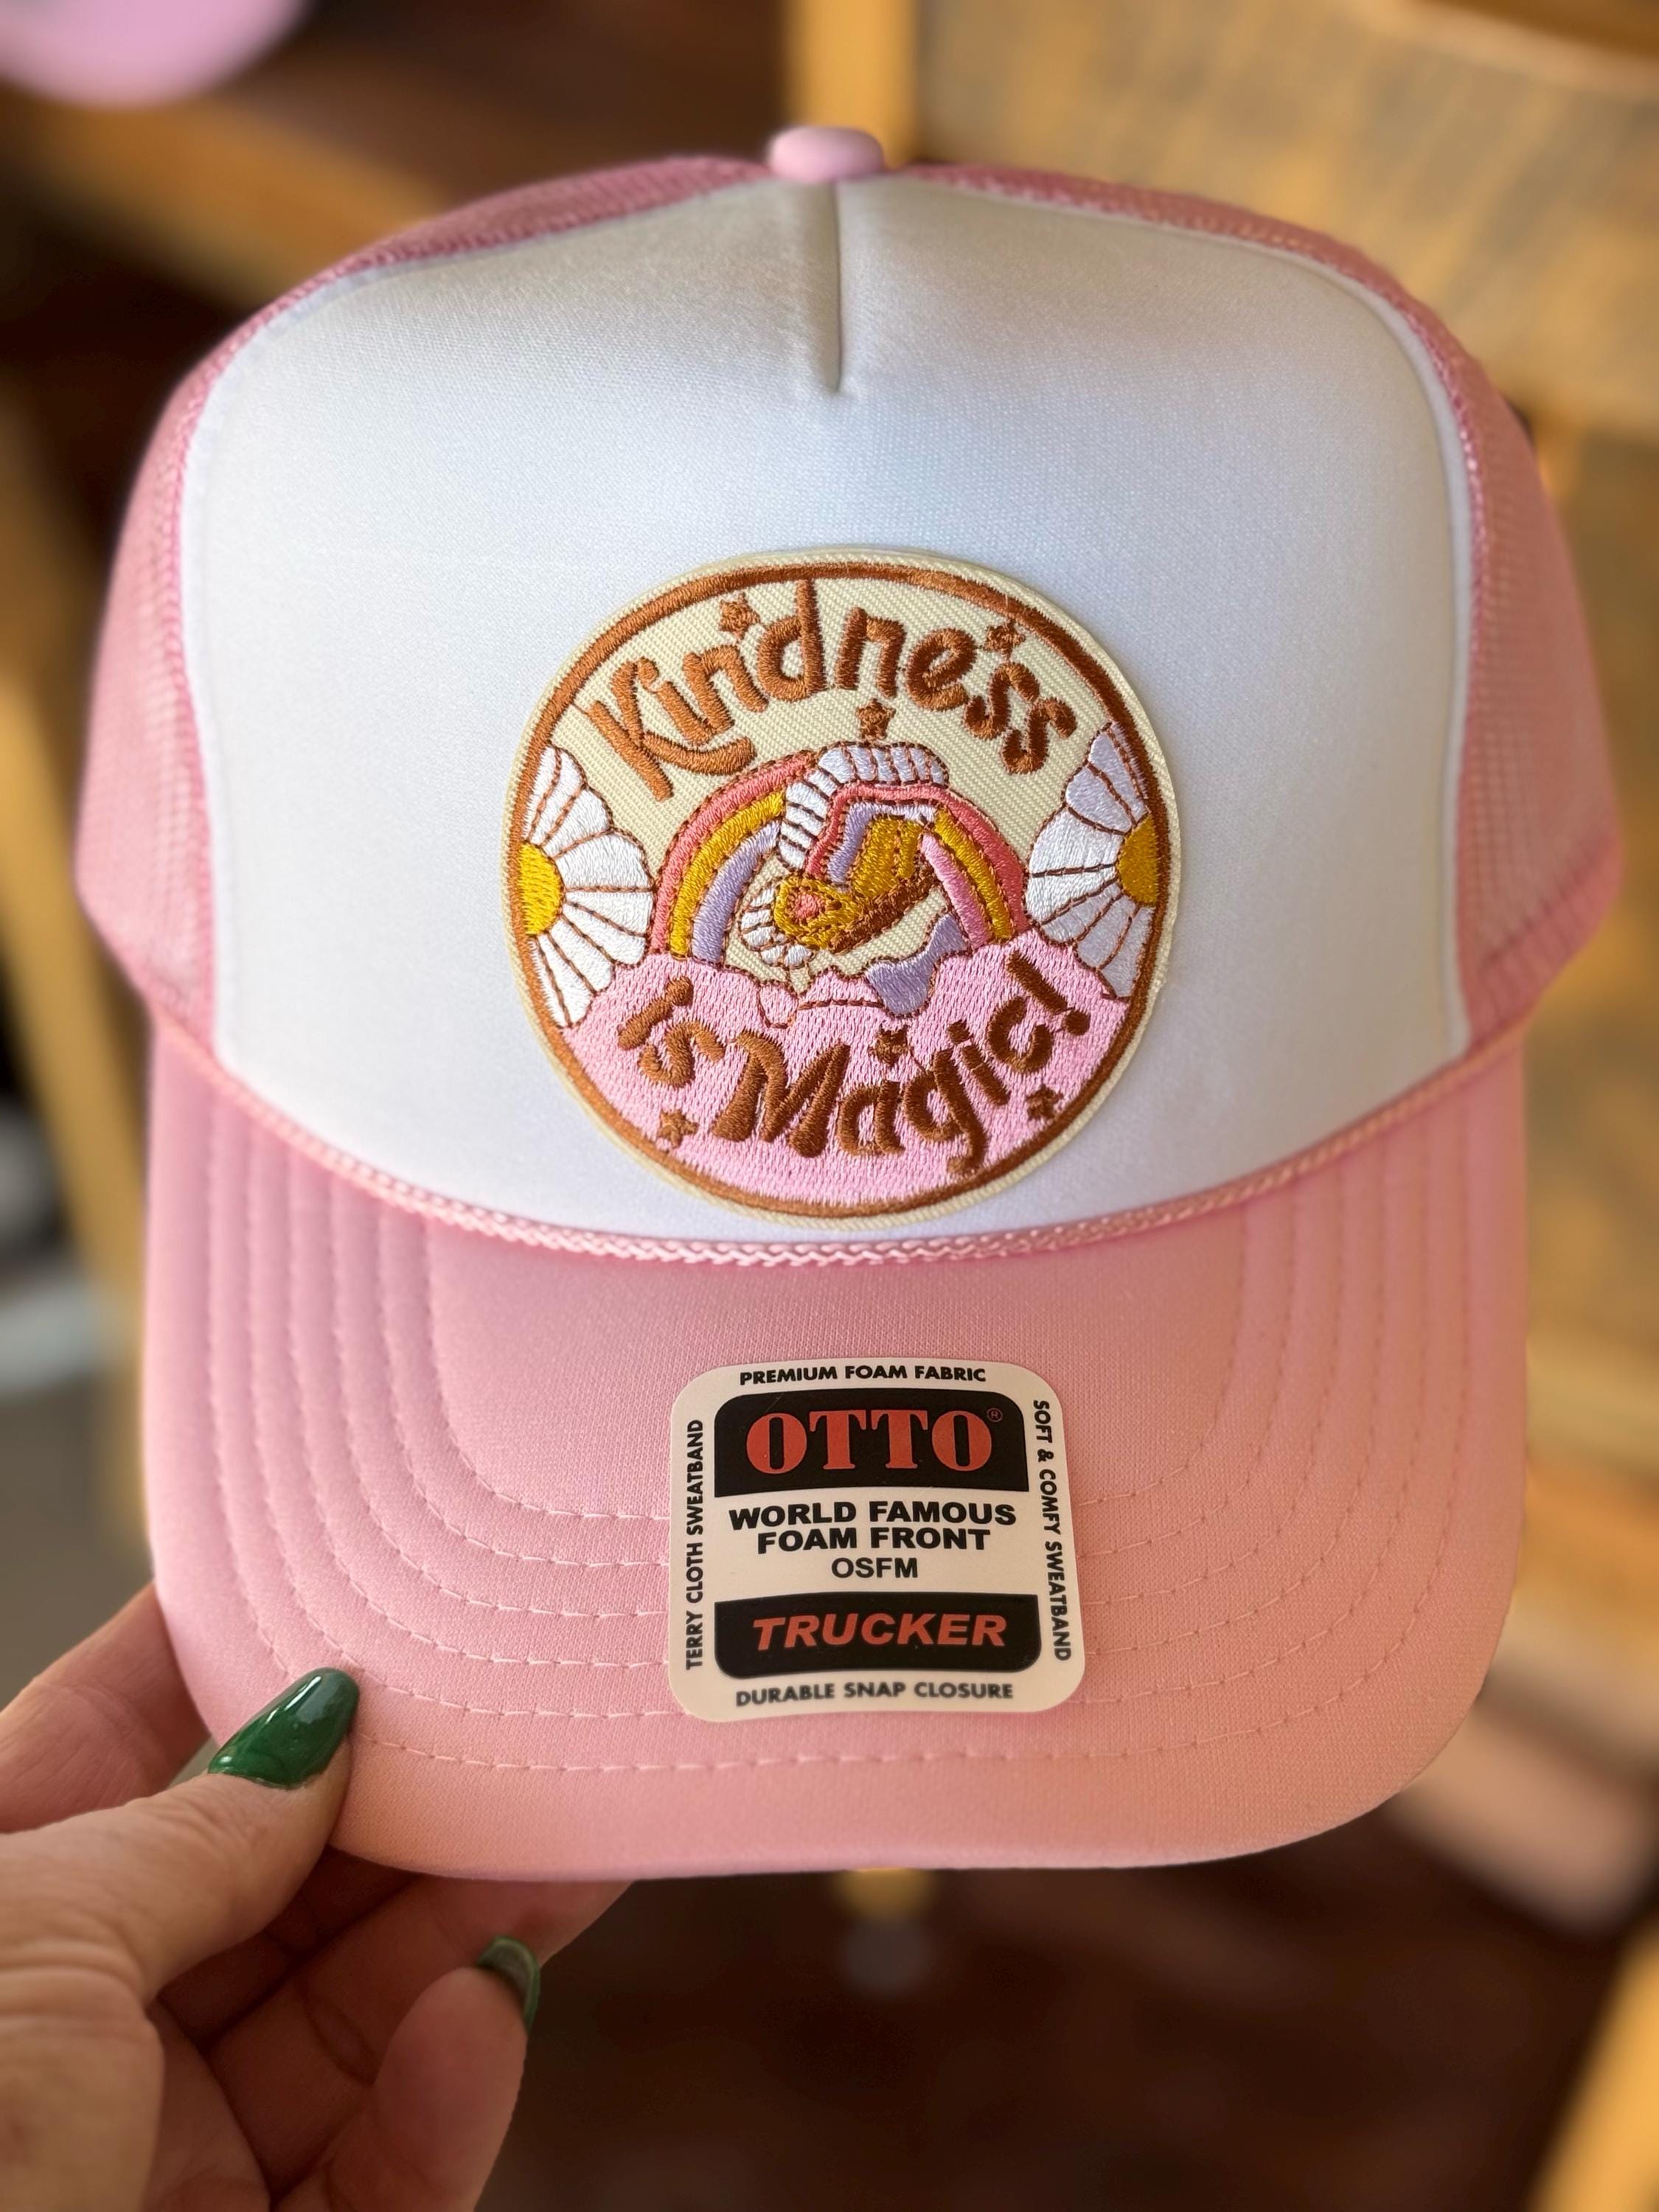 Kindness
is Magic!
PREMIUM FOAM FABRIC
OTTO®
WORLD FAMOUS
FOAM FRONT
OSFM
TRUCKER
DURABLE SNAP CLOSURE
TERRY CLOTH SWEATBAND
SOFT & COMFY SWEATBAND